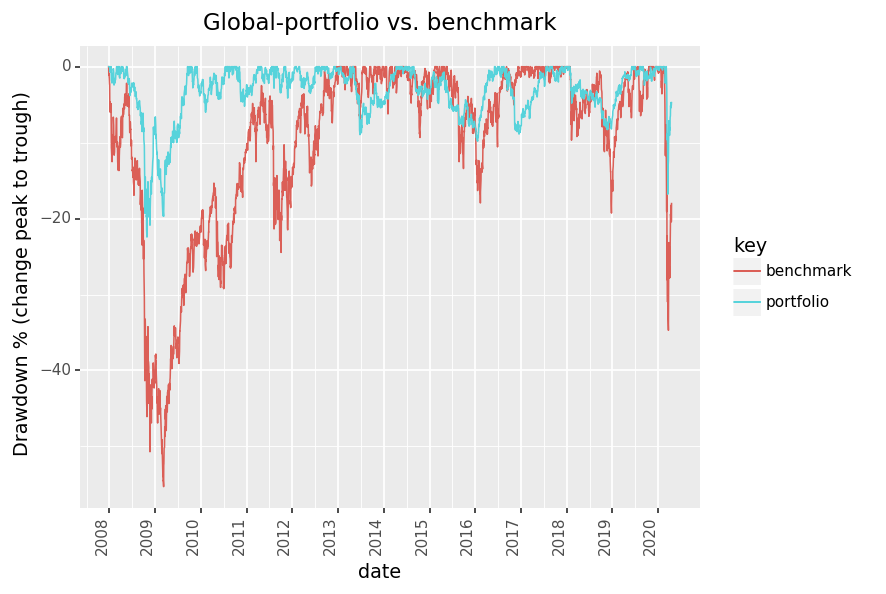 Global-portfolio vs. benchmark
Drawdown % (change peak to trough)
0
−20
−40
2008
2009
2010
2011
2012
2013
2014
2015
2016
2017
2018
2019
2020
date
key
benchmark
portfolio